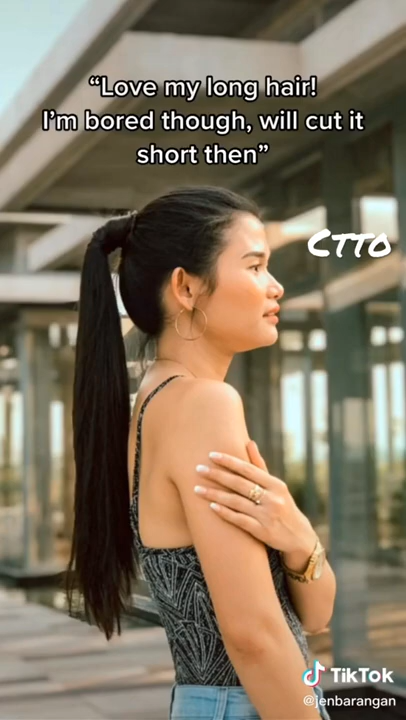 “Love my long hair!
I’m bored though, will cut it
short then”
CTTO
TikTok
@jenbarangan